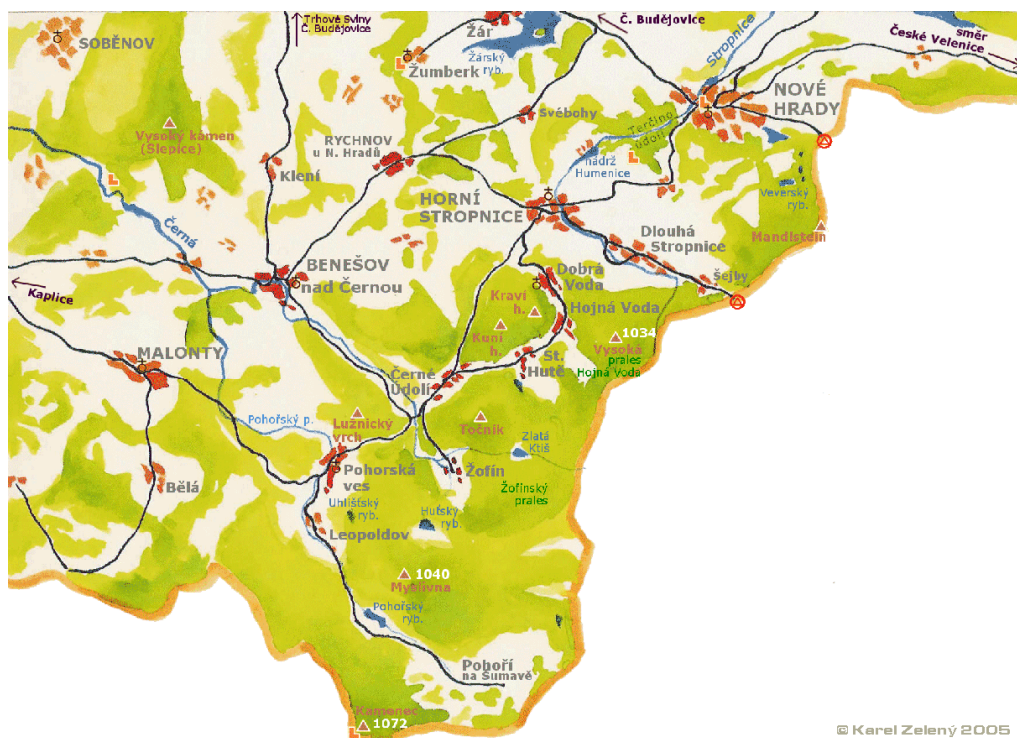 SOBĚNOV
Trhové Sviny
Č. Budějovice
Žár
Žárský
ryb.
Žumberk
Č. Budějovice
Stropnice
směr
České Velenice
NOVÉ
HRADY
Vysoký kámen
(Slepice)
RYCHNOV
u N. Hradů
Svébohy
Terčino
údolí
Klení
nádrž
Humenice
Veverský
ryb.
HORNÍ
STROPNICE
Mandlstein
Černá
Dlouhá
Stropnice
Šejby
BENEŠOV
nad Černou
Dobrá
Voda
Kaplice
Kraví
h.
Hojná Voda
Kuní
h.
1034
Vysoká
prales
Hojná Voda
MALONTY
St.
Hutě
Černé
Údolí
Pohořský p.
Lužnický
vrch
Točník
Zlatá
Ktiš
Bělá
Pohorská
ves
Žofín
Žofínský
prales
Uhlišťský
ryb.
Huťský
ryb.
Leopoldov
1040
Myslivna
Pohořský
ryb.
Pohoří
na Šumavě
Kamenec
1072
© Karel Zelený 2005